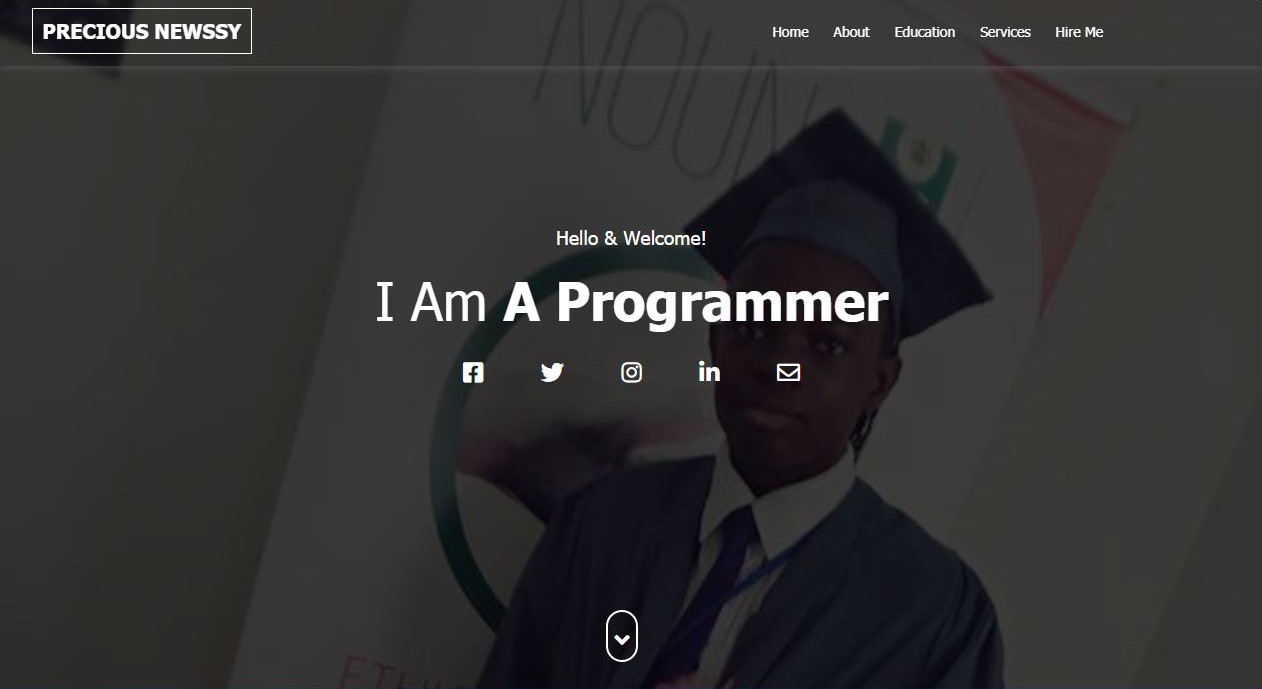 PRECIOUS NEWSSY
Home About Education Services Hire Me
NOUN
Hello & Welcome!
I Am A Programmer